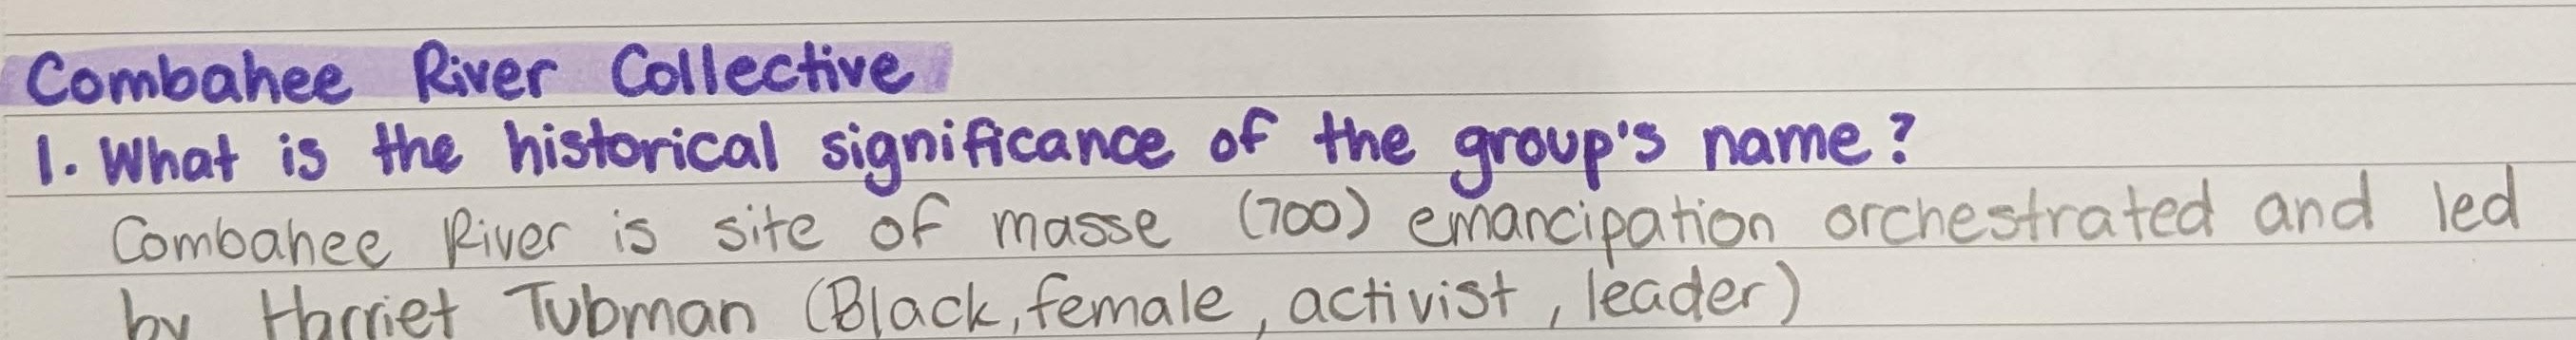 Combahee River Collective
1. What is the historical significance of the group's name?
Combahee River is site of masse (700) emancipation orchestrated and led
by Harriet Tubman (Black, female, activist, leader)